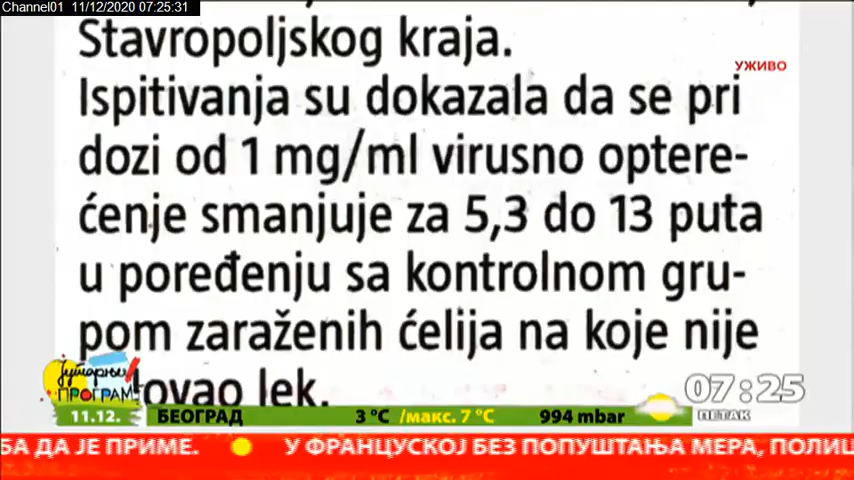 Channel01 11/12/2020 07:25:31
Stavropoljskog kraja.
УЖИВО
Ispitivanja su dokazala da se pri
dozi od 1 mg/ml virusno optere-
ćenje smanjuje za 5,3 do 13 puta
u poređenju sa kontrolnom gru-
pom zaraženih ćelija na koje nije
lek.
Јутарњи
ПРОГРАМ
07:25
11.12. БЕОГРАД 3 °C /макс. 7 °C 994 mbar ПЕТАК
БА ДА ЈЕ ПРИМЕ. У ФРАНЦУСКОЈ БЕЗ ПОПУШТАЊА МЕРА,